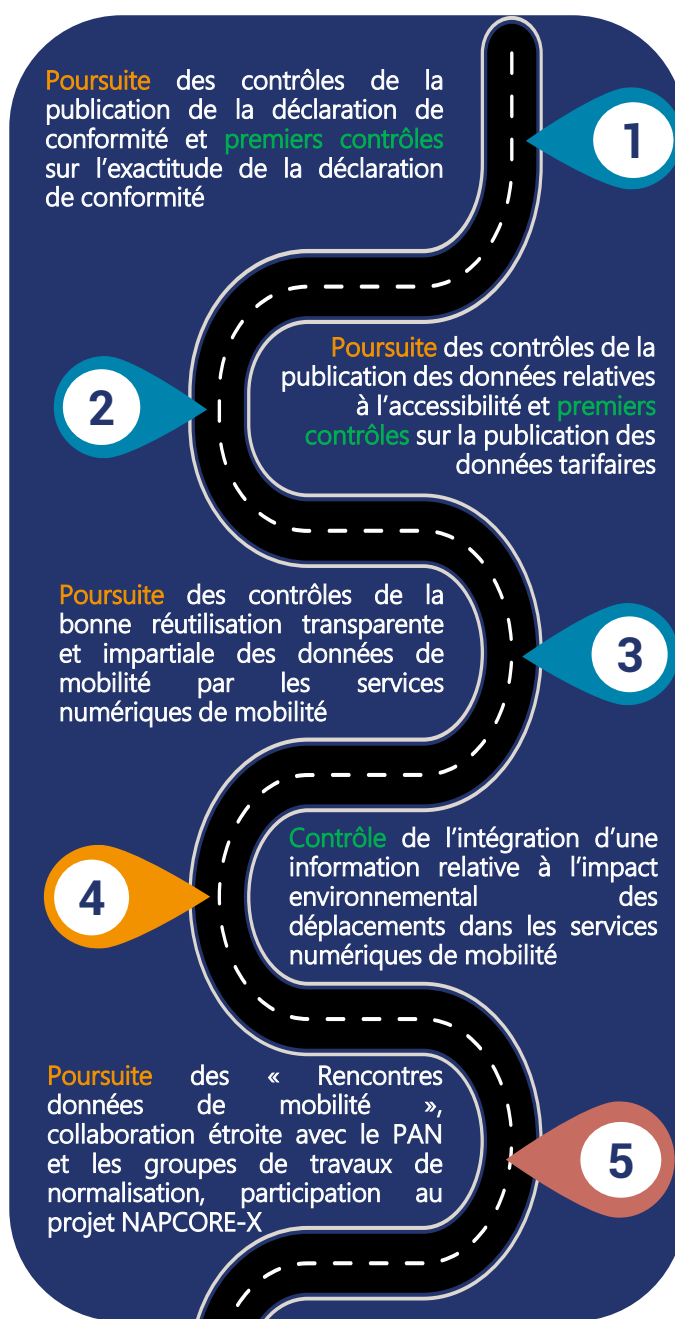 Poursuite des contrôles de la
publication de la déclaration de
conformité et premiers contrôles
sur l'exactitude de la déclaration
de conformité
1
Poursuite des contrôles de la
publication des données relatives
à l'accessibilité et premiers
contrôles sur la publication des
données tarifaires
2
Poursuite des contrôles de la
bonne réutilisation transparente
et impartiale des données de
mobilité par les services
numériques de mobilité
3
Contrôle de l'intégration d'une
information relative à l'impact
environnemental des
déplacements dans les services
numériques de mobilité
4
Poursuite des « Rencontres
données de mobilité »,
collaboration étroite avec le PAN
et les groupes de travaux de
normalisation, participation au
projet NAPCORE-X
5